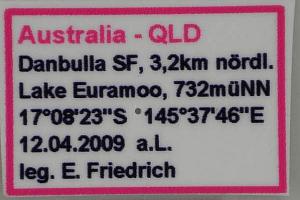 Australia - QLD
Danbulla SF, 3,2km nördl.
Lake Euramoo, 732müNN
17°08'23"S 145°37'46"E
12.04.2009 a.L.
leg. E. Friedrich